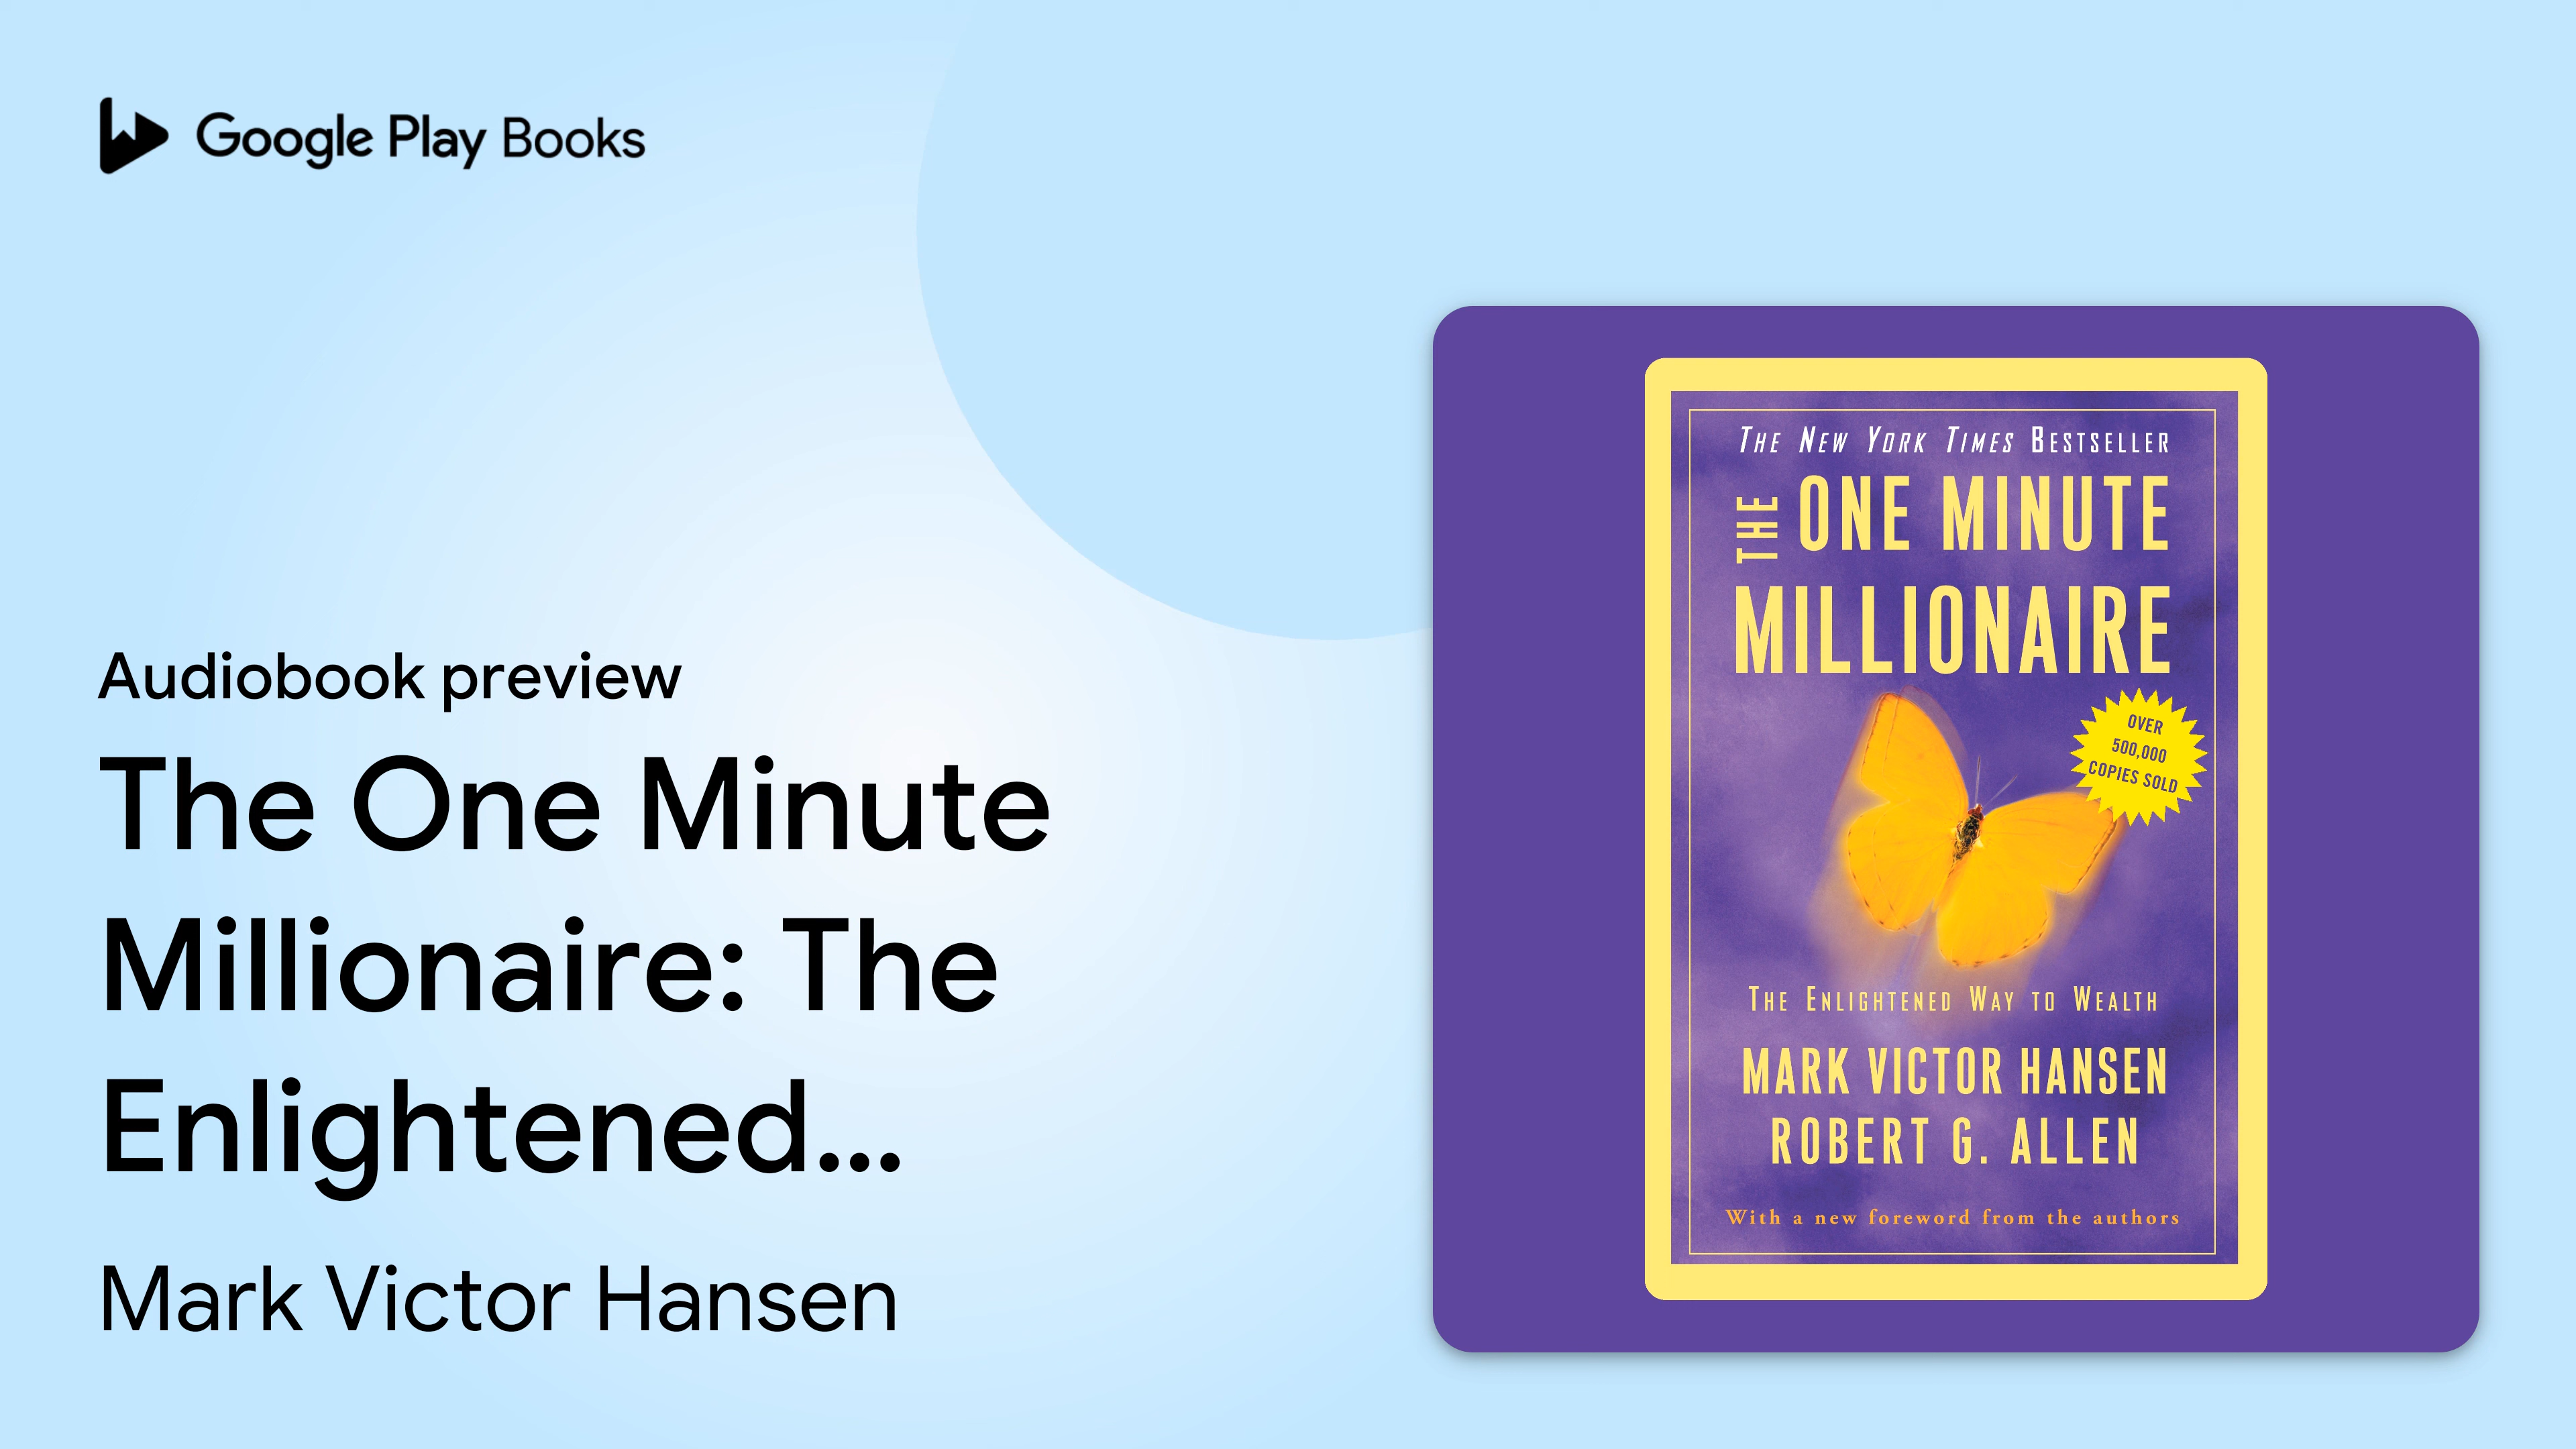 Google Play Books
Audiobook preview
The One Minute
Millionaire: The
Enlightened...
Mark Victor Hansen
The New York Times Bestseller
THE ONE MINUTE
MILLIONAIRE
OVER
500,000
COPIES SOLD
The Enlightened Way to Wealth
MARK VICTOR HANSEN
ROBERT G. ALLEN
With a new foreword from the authors